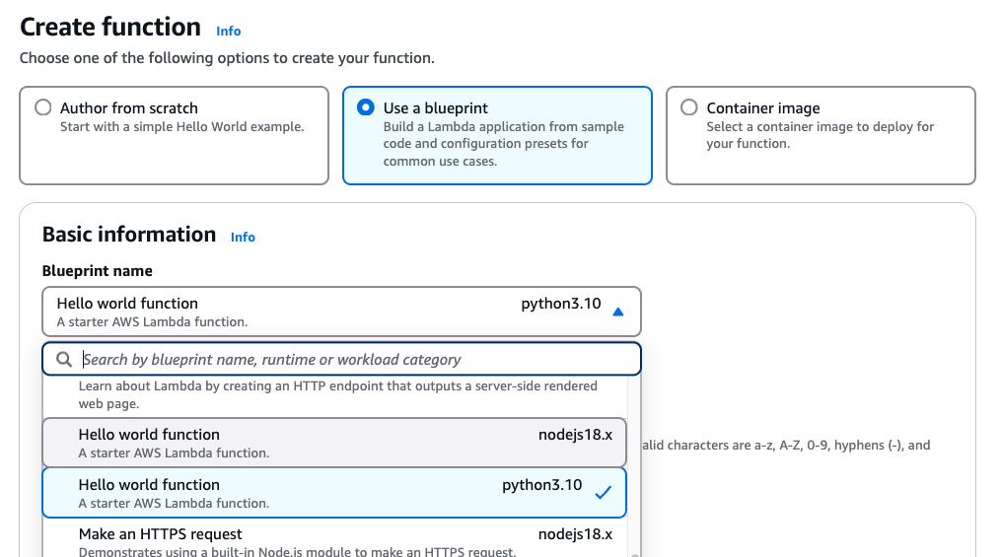 Create function Info
Choose one of the following options to create your function.
Author from scratch
Start with a simple Hello World example.
Use a blueprint
Build a Lambda application from sample
code and configuration presets for
common use cases.
Container image
Select a container image to deploy for
your function.
Basic information Info
Blueprint name
Hello world function python3.10
A starter AWS Lambda function.
Search by blueprint name, runtime or workload category
Learn about Lambda by creating an HTTP endpoint that outputs a server-side rendered
web page.
Hello world function nodejs18.x
A starter AWS Lambda function.
alid characters are a-z, A-Z, 0-9, hyphens (-), and
Hello world function python3.10
A starter AWS Lambda function.
Make an HTTPS request nodejs18.x
Demonstrates using a built-in Node.js module to make an HTTPS request.